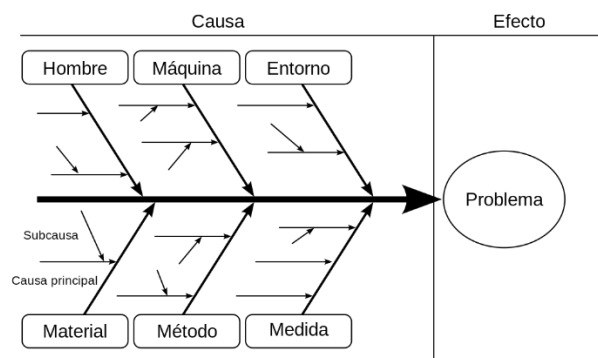 Causa
Efecto
Hombre
Máquina
Entorno
Problema
Subcausa
Causa principal
Material
Método
Medida